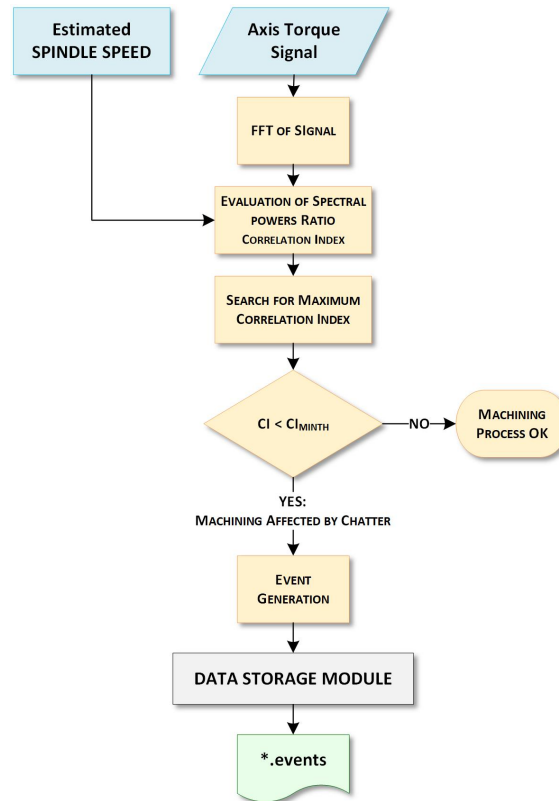 Estimated
SPINDLE SPEED
Axis Torque
Signal
FFT OF SIGNAL
EVALUATION OF SPECTRAL
POWERS RATIO
CORRELATION INDEX
SEARCH FOR MAXIMUM
CORRELATION INDEX
CI < CIMINTH
NO
MACHINING
PROCESS OK
YES:
MACHINING AFFECTED BY CHATTER
EVENT
GENERATION
DATA STORAGE MODULE
*.events